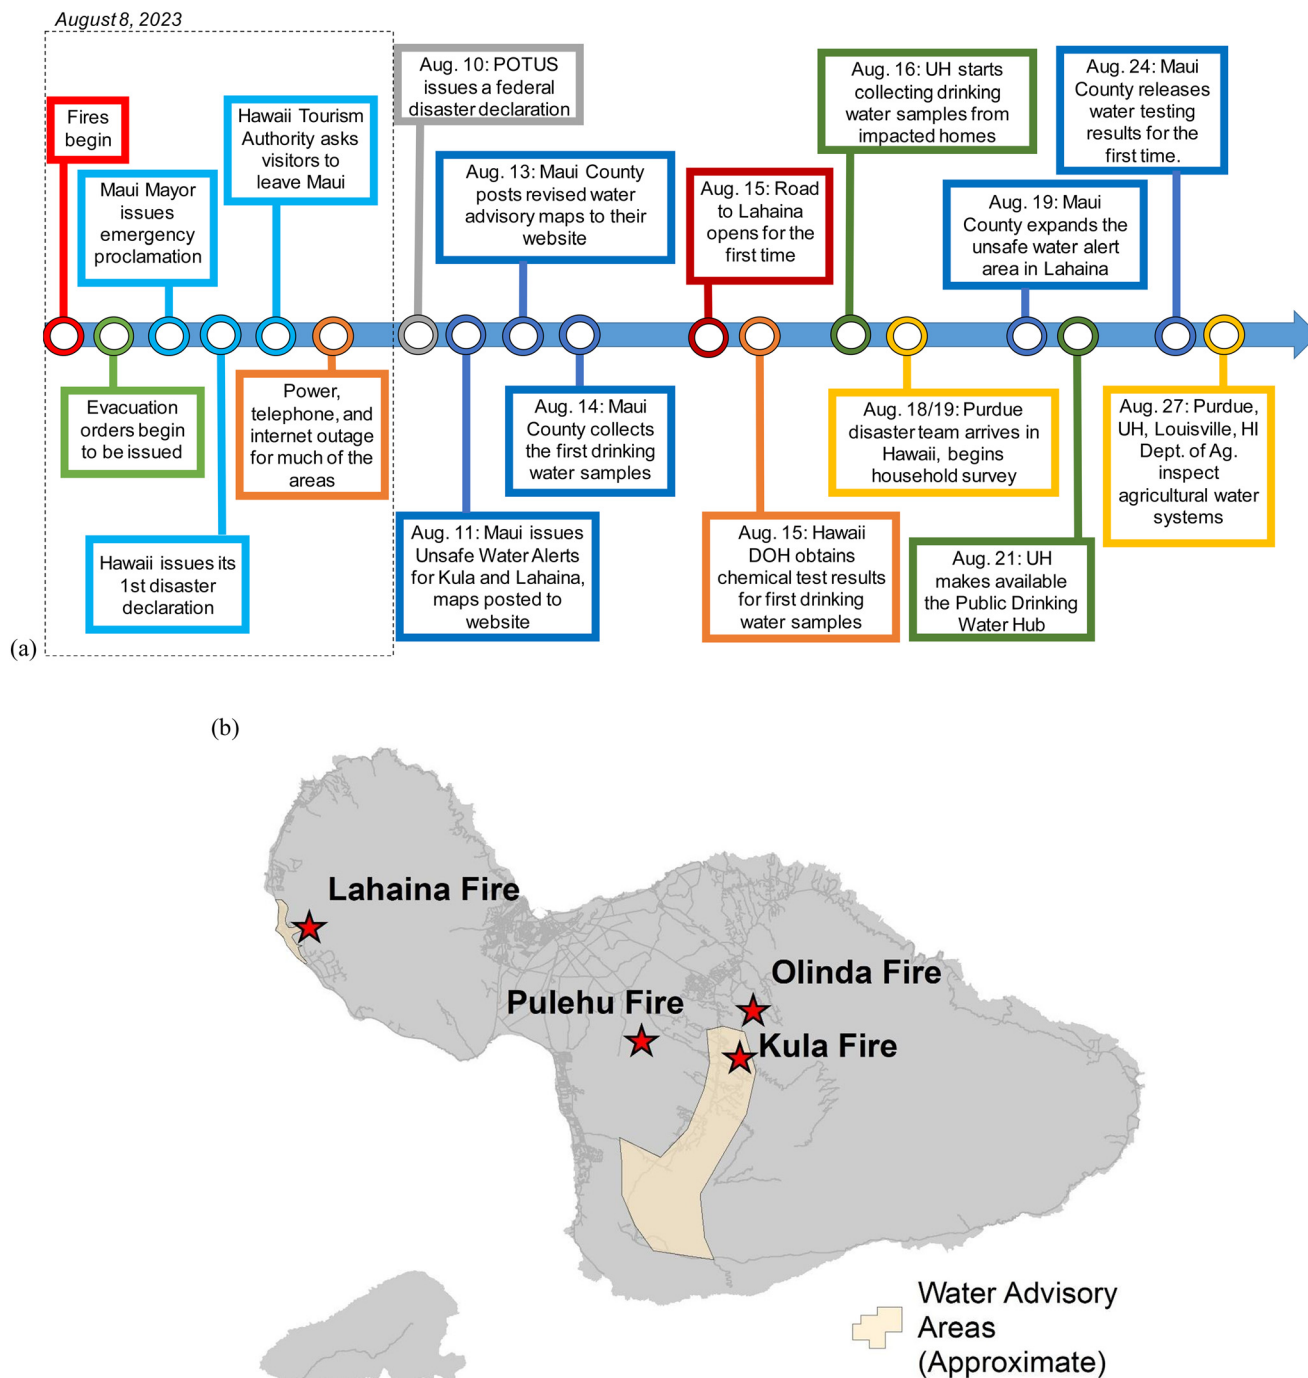 August 8, 2023
Fires
begin
Evacuation
orders begin
to be issued
Maui Mayor
issues
emergency
proclamation
Hawaii issues its
1st disaster
declaration
Hawaii Tourism
Authority asks
visitors to
leave Maui
Power,
telephone, and
internet outage
for much of the
areas
Aug. 10: POTUS
issues a federal
disaster declaration
Aug. 11: Maui issues
Unsafe Water Alerts
for Kula and Lahaina,
maps posted to
website
Aug. 13: Maui County
posts revised water
advisory maps to their
website
Aug. 14: Maui
County collects
the first drinking
water samples
Aug. 15: Road
to Lahaina
opens for the
first time
Aug. 15: Hawaii
DOH obtains
chemical test results
for first drinking
water samples
Aug. 16: UH starts
collecting drinking
water samples from
impacted homes
Aug. 18/19: Purdue
disaster team arrives in
Hawaii, begins
household survey
Aug. 19: Maui
County expands the
unsafe water alert
area in Lahaina
Aug. 21: UH
makes available
the Public Drinking
Water Hub
Aug. 24: Maui
County releases
water testing
results for the
first time.
Aug. 27: Purdue,
UH, Louisville, HI
Dept. of Ag.
inspect
agricultural water
systems
(a)
(b)
Lahaina Fire
Olinda Fire
Pulehu Fire
Kula Fire
Water Advisory
Areas
(Approximate)